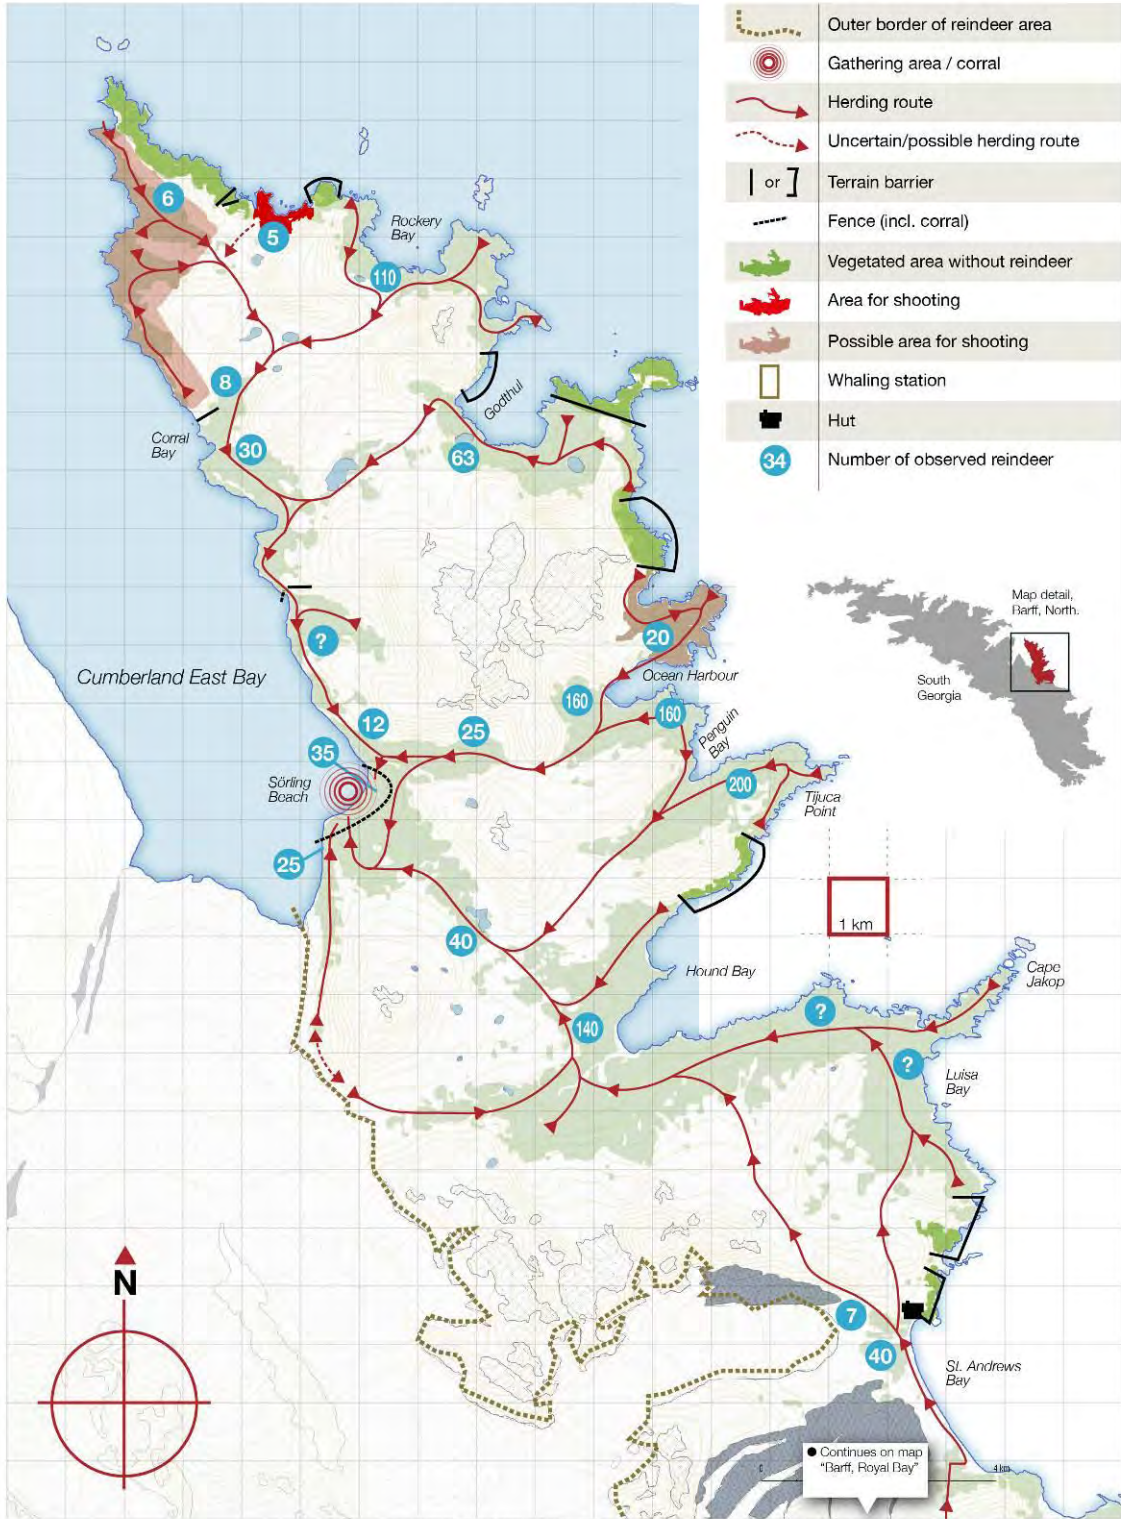 Outer border of reindeer area
Gathering area / corral
Herding route
Uncertain/possible herding route
or
Terrain barrier
Fence (incl. corral)
Vegetated area without reindeer
Area for shooting
Possible area for shooting
Whaling station
Hut
34
Number of observed reindeer
6
5
Rockery
Bay
110
8
Godthul
Corral
Bay
30
63
Map detail,
Barff, North.
South
Georgia
?
20
Cumberland East Bay
Ocean Harbour
160
160
12
25
Penguin
Bay
35
Sörling
Beach
200
Tijuca
Point
25
1 km
40
Hound Bay
Cape
Jakop
?
140
?
Luisa
Bay
N
7
40
St. Andrews
Bay
Continues on map
"Barff, Royal Bay"
0
4 km